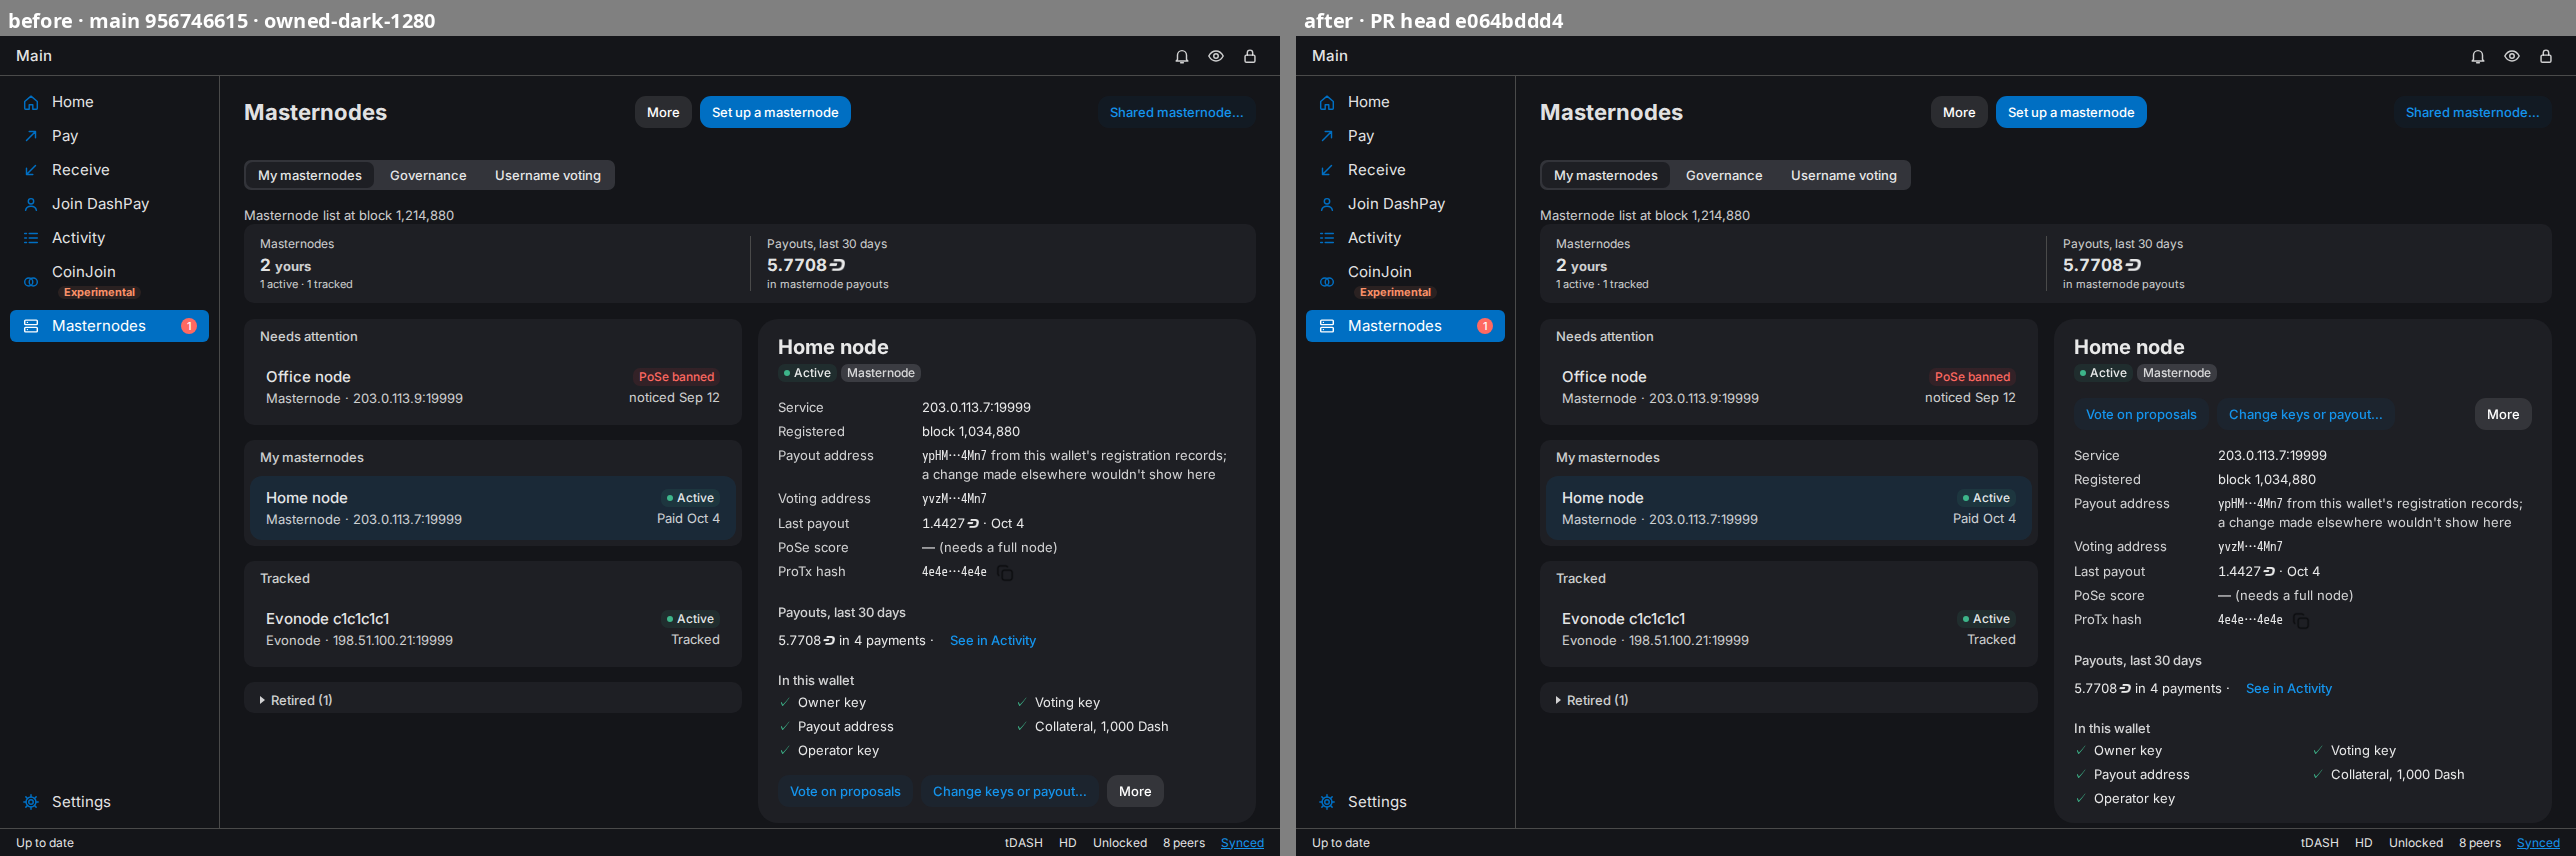 before · main 956746615 · owned-dark-1280
Main
Home
Pay
Receive
Join DashPay
Activity
CoinJoin
Experimental
Masternodes 1
Settings
Masternodes
More
Set up a masternode
Shared masternode...
My masternodes Governance Username voting
Masternode list at block 1,214,880
Masternodes
2 yours
1 active · 1 tracked
Payouts, last 30 days
5.7708
in masternode payouts
Needs attention
Office node PoSe banned
Masternode · 203.0.113.9:19999 noticed Sep 12
My masternodes
Home node Active
Masternode · 203.0.113.7:19999 Paid Oct 4
Tracked
Evonode c1c1c1c1 Active
Evonode · 198.51.100.21:19999 Tracked
Retired (1)
Home node
Active Masternode
Service 203.0.113.7:19999
Registered block 1,034,880
Payout address ypHM···4Mn7 from this wallet's registration records;
a change made elsewhere wouldn't show here
Voting address yvzM···4Mn7
Last payout 1.4427 · Oct 4
PoSe score — (needs a full node)
ProTx hash 4e4e···4e4e
Payouts, last 30 days
5.7708 in 4 payments · See in Activity
In this wallet
✓ Owner key ✓ Voting key
✓ Payout address ✓ Collateral, 1,000 Dash
✓ Operator key
Vote on proposals Change keys or payout... More
Up to date tDASH HD Unlocked 8 peers Synced
after · PR head e064bddd4
Main
Home
Pay
Receive
Join DashPay
Activity
CoinJoin
Experimental
Masternodes 1
Settings
Masternodes
More
Set up a masternode
Shared masternode...
My masternodes Governance Username voting
Masternode list at block 1,214,880
Masternodes
2 yours
1 active · 1 tracked
Payouts, last 30 days
5.7708
in masternode payouts
Needs attention
Office node PoSe banned
Masternode · 203.0.113.9:19999 noticed Sep 12
My masternodes
Home node Active
Masternode · 203.0.113.7:19999 Paid Oct 4
Tracked
Evonode c1c1c1c1 Active
Evonode · 198.51.100.21:19999 Tracked
Retired (1)
Home node
Active Masternode
Vote on proposals Change keys or payout... More
Service 203.0.113.7:19999
Registered block 1,034,880
Payout address ypHM···4Mn7 from this wallet's registration records;
a change made elsewhere wouldn't show here
Voting address yvzM···4Mn7
Last payout 1.4427 · Oct 4
PoSe score — (needs a full node)
ProTx hash 4e4e···4e4e
Payouts, last 30 days
5.7708 in 4 payments · See in Activity
In this wallet
✓ Owner key ✓ Voting key
✓ Payout address ✓ Collateral, 1,000 Dash
✓ Operator key
Up to date tDASH HD Unlocked 8 peers Synced